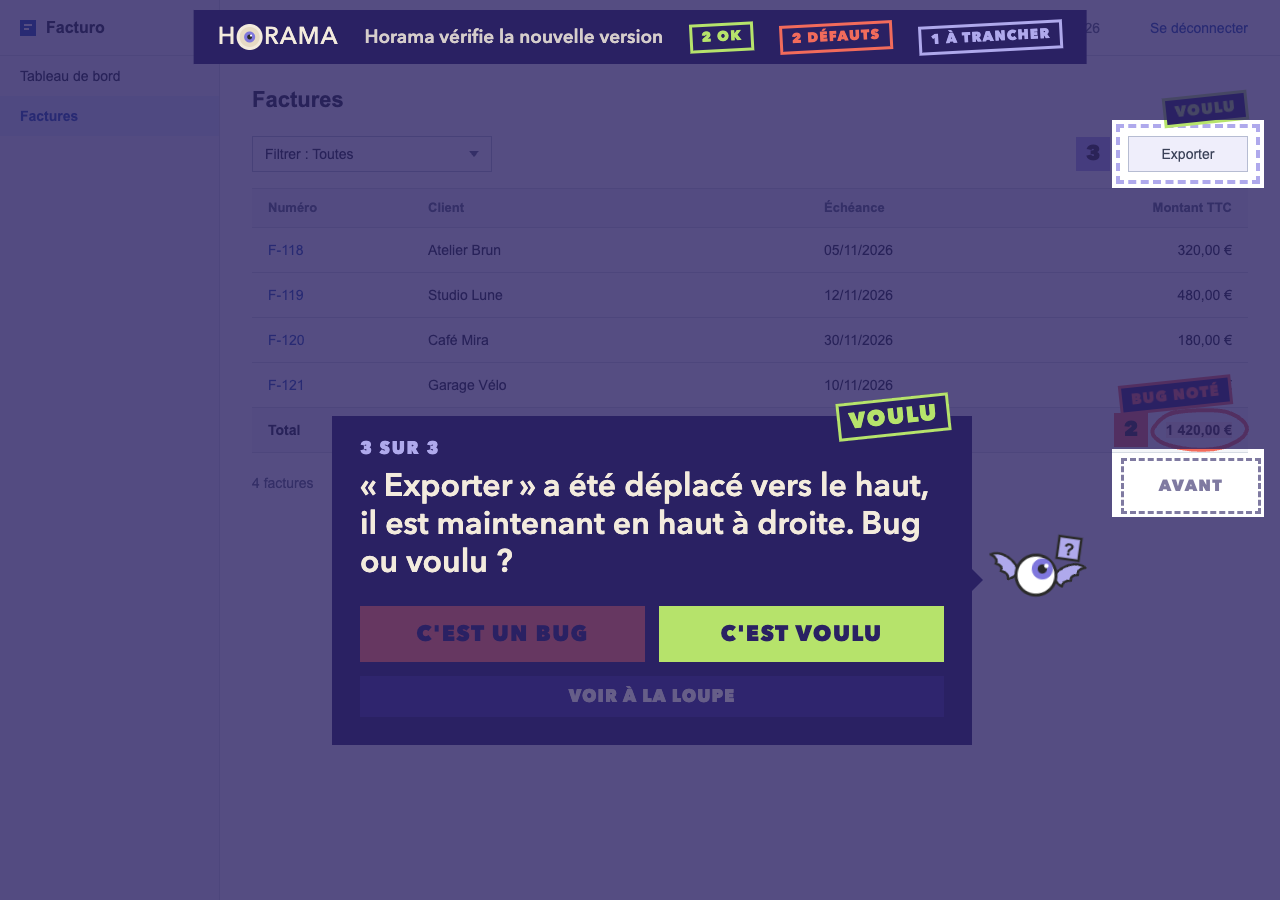 Facturo
HORAMA
Horama vérifie la nouvelle version
2 OK
2 DÉFAUTS
1 À TRANCHER
26
Se déconnecter
Tableau de bord
Factures
Factures
VOULU
Filtrer : Toutes
3
Exporter
Numéro
Client
Échéance
Montant TTC
F-118
Atelier Brun
05/11/2026
320,00 €
F-119
Studio Lune
12/11/2026
480,00 €
F-120
Café Mira
30/11/2026
180,00 €
F-121
Garage Vélo
10/11/2026
BUG NOTÉ
Total
2
1 420,00 €
4 factures
AVANT
VOULU
3 SUR 3
« Exporter » a été déplacé vers le haut,
il est maintenant en haut à droite. Bug
ou voulu ?
?
C'EST UN BUG
C'EST VOULU
VOIR À LA LOUPE